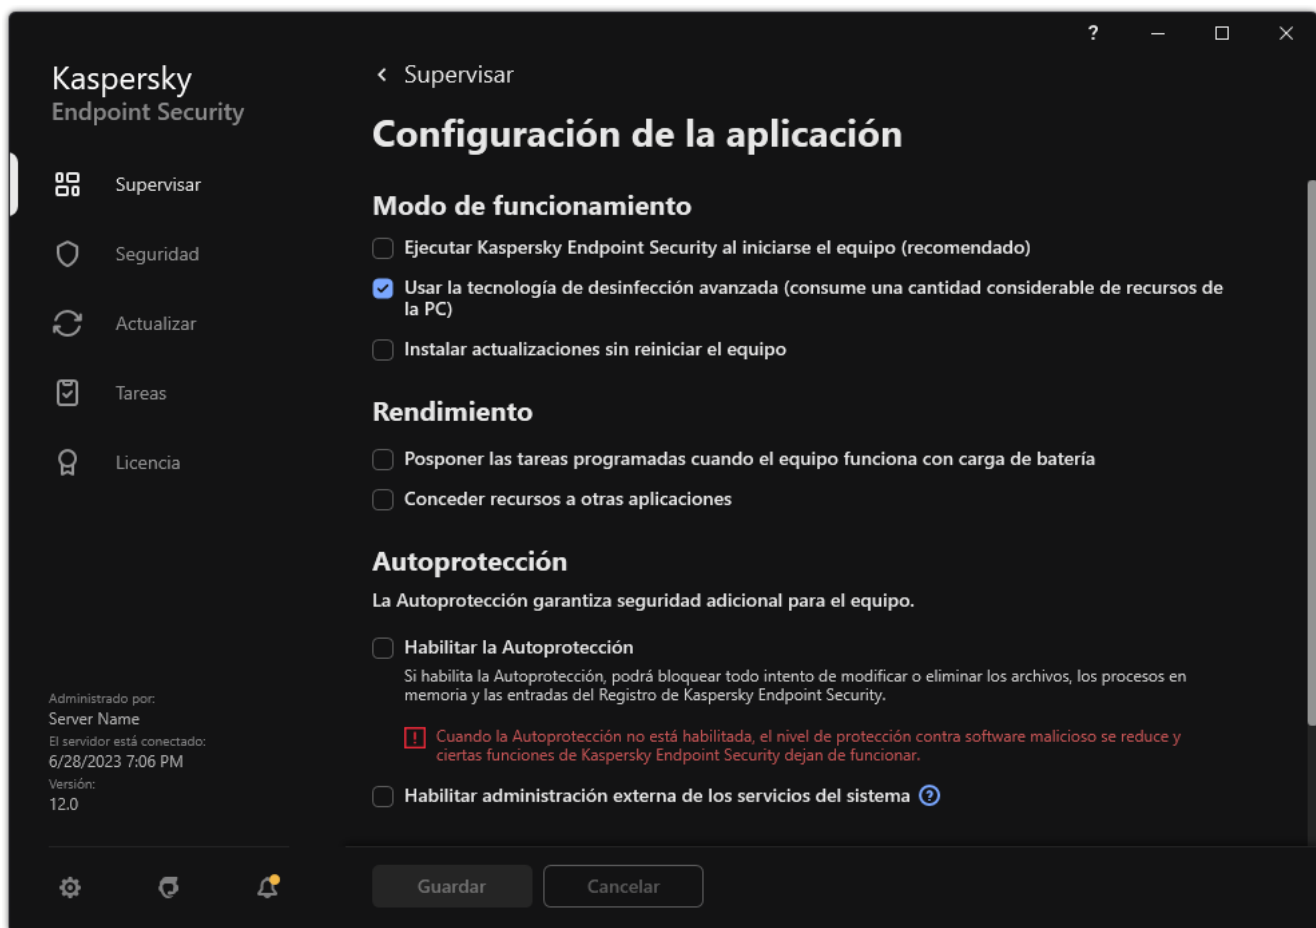 ?
Kaspersky
Endpoint Security
Supervisar
Seguridad
Actualizar
Tareas
Licencia
Administrado por:
Server Name
El servidor está conectado:
6/28/2023 7:06 PM
Versión:
12.0
Supervisar
Configuración de la aplicación
Modo de funcionamiento
Ejecutar Kaspersky Endpoint Security al iniciarse el equipo (recomendado)
Usar la tecnología de desinfección avanzada (consume una cantidad considerable de recursos de
la PC)
Instalar actualizaciones sin reiniciar el equipo
Rendimiento
Posponer las tareas programadas cuando el equipo funciona con carga de batería
Conceder recursos a otras aplicaciones
Autoprotección
La Autoprotección garantiza seguridad adicional para el equipo.
Habilitar la Autoprotección
Si habilita la Autoprotección, podrá bloquear todo intento de modificar o eliminar los archivos, los procesos en
memoria y las entradas del Registro de Kaspersky Endpoint Security.
Cuando la Autoprotección no está habilitada, el nivel de protección contra software malicioso se reduce y
ciertas funciones de Kaspersky Endpoint Security dejan de funcionar.
Habilitar administración externa de los servicios del sistema ?
Guardar
Cancelar